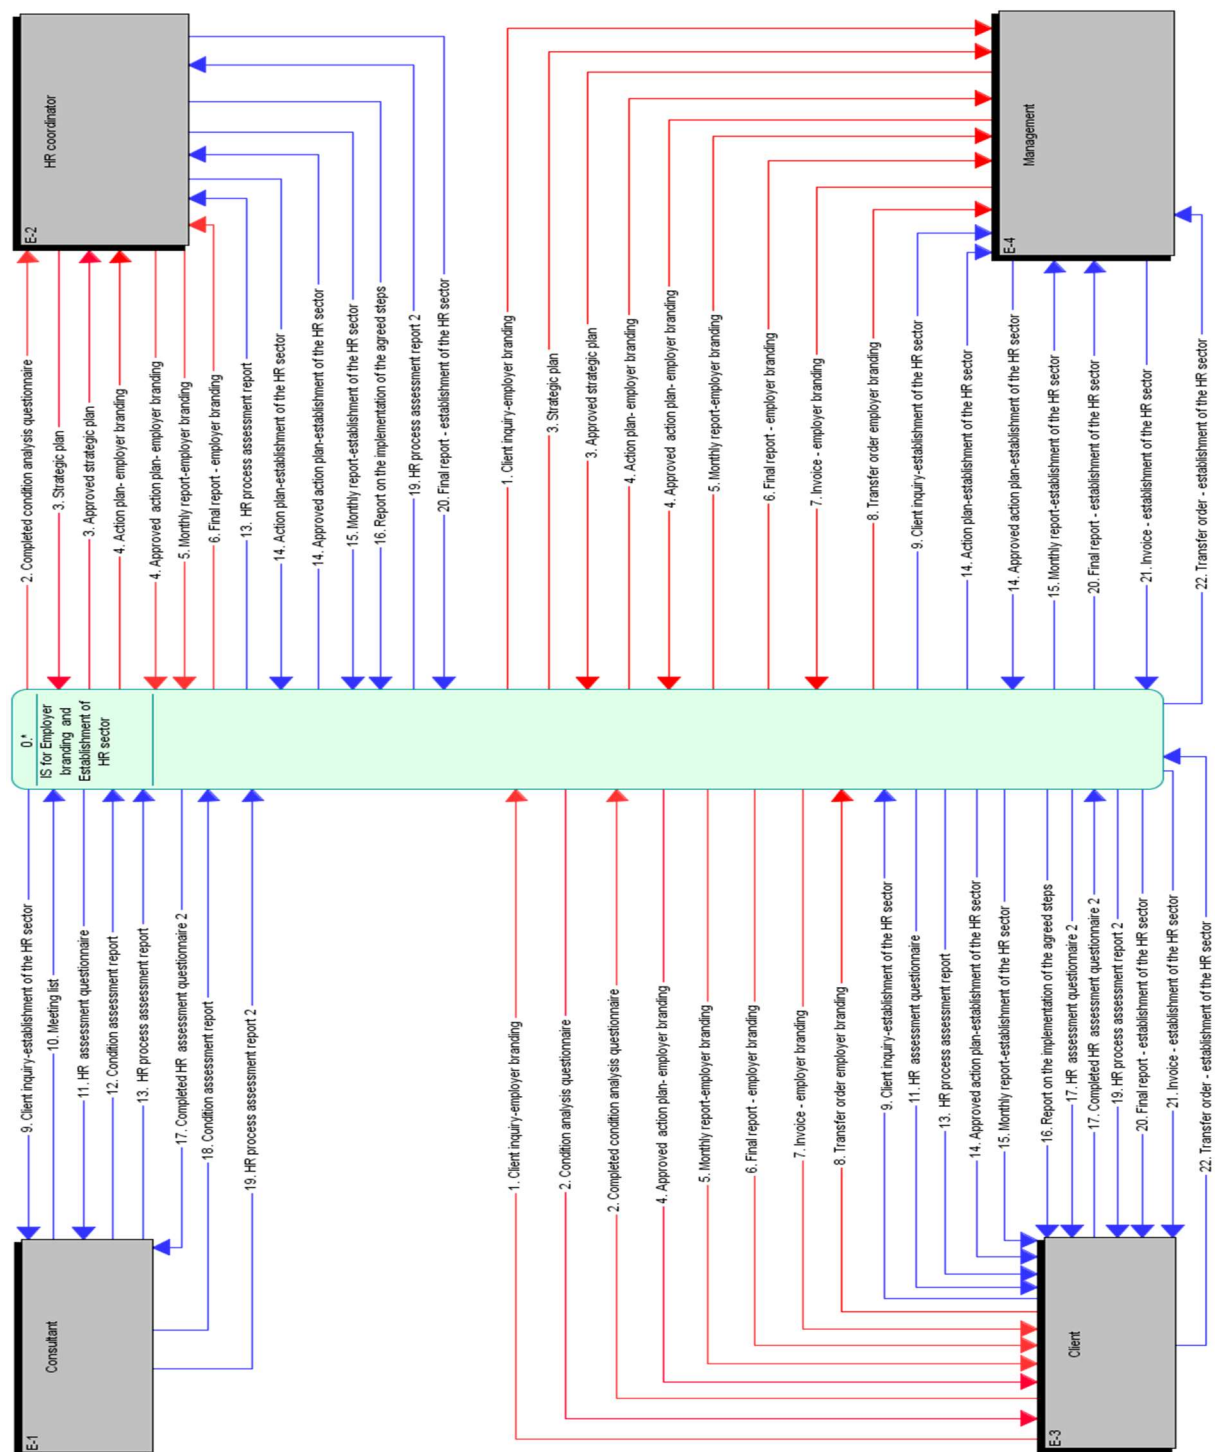 E-2
HR coordinator
2. Completed condition analysis questionnaire
3. Strategic plan
3. Approved strategic plan
4. Action plan- employer branding
4. Approved  action plan- employer branding
5. Monthly report-employer branding
6. Final report - employer branding
13.  HR process assessment report
14. Action plan-establishment of the HR sector
14. Approved action plan-establishment of the HR sector
15. Monthly report-establishment of the HR sector
16. Report on the implementation of the agreed steps
19. HR process assessment report 2
20. Final report - establishment of the HR sector
E-4
Management
1. Client inquiry-employer branding
3. Strategic plan
3. Approved strategic plan
4. Action plan- employer branding
4. Approved action plan- employer branding
5. Monthly report-employer branding
6. Final report - employer branding
7. Invoice - employer branding
8. Transfer order employer branding
9. Client inquiry-establishment of the HR sector
14. Action plan-establishment of the HR sector
14. Approved action plan-establishment of the HR sector
15. Monthly report-establishment of the HR sector
20. Final report - establishment of the HR sector
21. Invoice - establishment of the HR sector
22. Transfer order - establishment of the HR sector
0.*
IS for Employer
branding  and
Establishment of
HR sector
E-1
Consultant
9. Client inquiry-establishment of the HR sector
10. Meeting list
11. HR  assessment questionnaire
12. Condition assessment report
13.  HR process assessment report
17. Completed HR  assessment questionnaire 2
18. Condition assessment report
19. HR process assessment report 2
E-3
Client
1. Client inquiry-employer branding
2. Condition analysis questionnaire
2. Completed condition analysis questionnaire
4. Approved  action plan- employer branding
5. Monthly report-employer branding
6. Final report - employer branding
7. Invoice - employer branding
8. Transfer order employer branding
9. Client inquiry-establishment of the HR sector
11. HR  assessment questionnaire
13. HR process assessment report
14. Approved action plan-establishment of the HR sector
15. Monthly report-establishment of the HR sector
16. Report on the implementation of the agreed steps
17. HR  assessment questionnaire 2
17. Completed HR  assessment questionnaire 2
19. HR process assessment report 2
20. Final report - establishment of the HR sector
21. Invoice - establishment of the HR sector
22. Transfer order - establishment of the HR sector